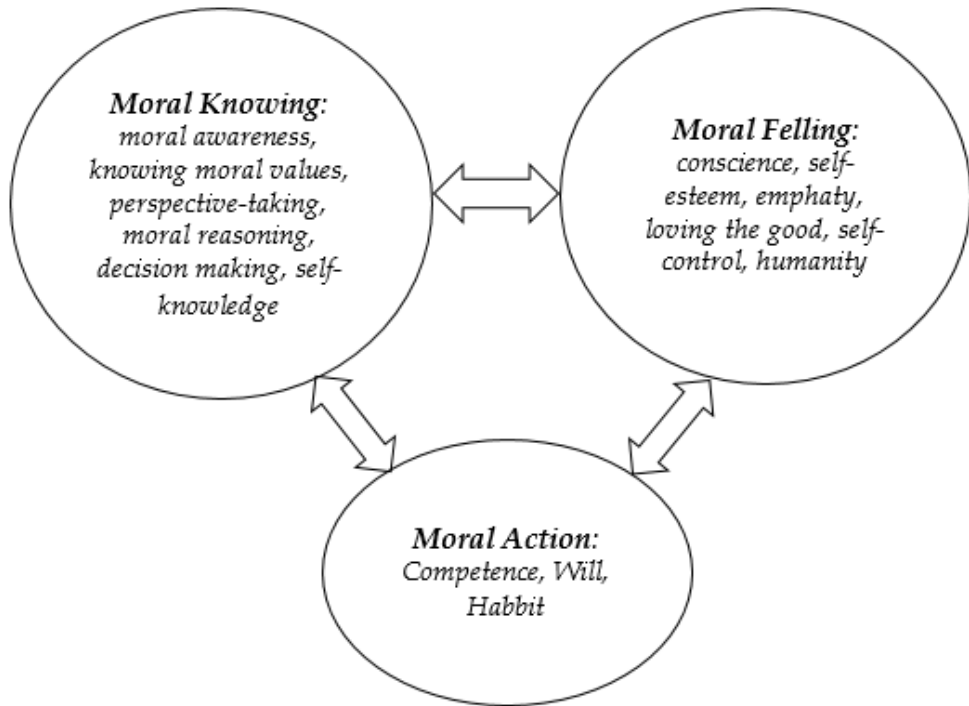 Moral Knowing:
moral awareness,
knowing moral values,
perspective-taking,
moral reasoning,
decision making, self-
knowledge
Moral Felling:
conscience, self-
esteem, emphaty,
loving the good, self-
control, humanity
Moral Action:
Competence, Will,
Habbit